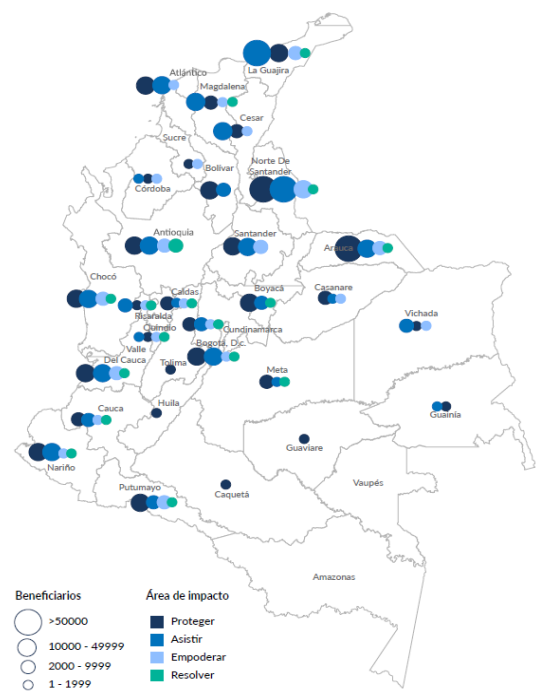 La Guajira
Atlántico
Magdalena
Cesar
Sucre
Bolívar
Norte De
Santander
Córdoba
Antioquia
Santander
Arauca
Chocó
Caldas
Boyacá
Casanare
Risaralda
Vichada
Quindío
Cundinamarca
Valle
Del Cauca
Bogotá, D.c.
Tolima
Meta
Cauca
Huila
Guainía
Guaviare
Nariño
Putumayo
Caquetá
Vaupés
Amazonas
Beneficiarios
>50000
10000 - 49999
2000 - 9999
1 - 1999
Área de impacto
Proteger
Asistir
Empoderar
Resolver